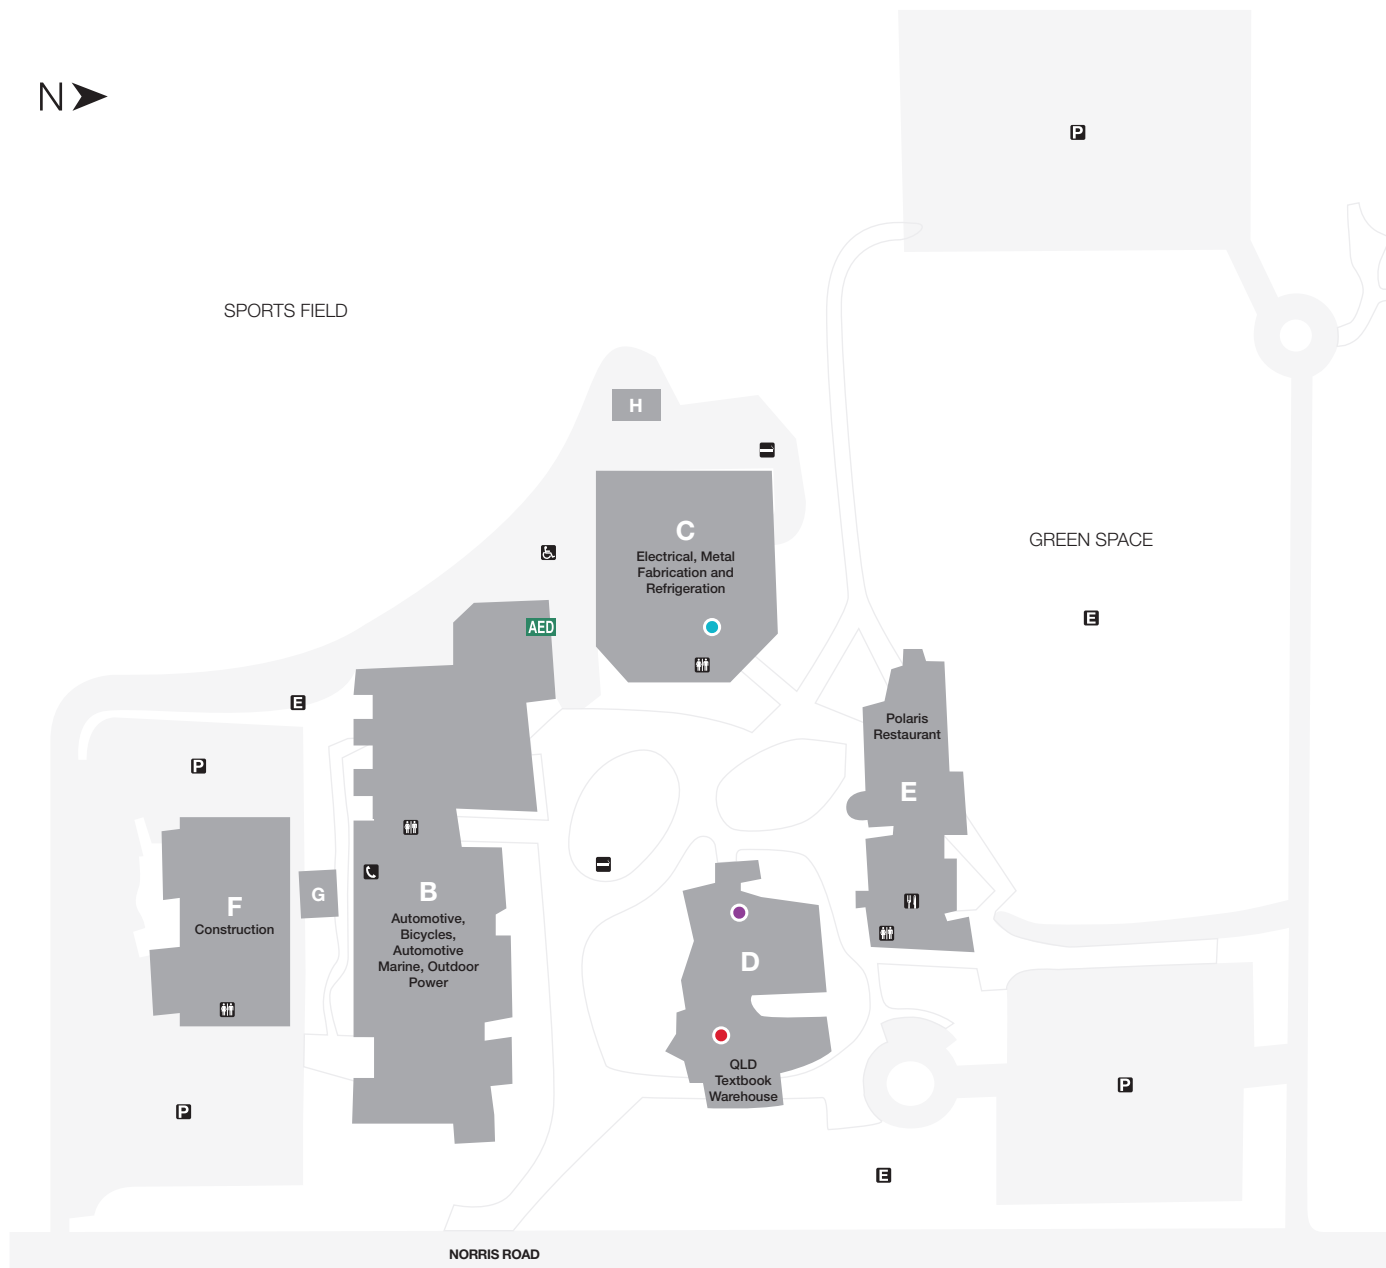 N
P
SPORTS FIELD
H
C
Electrical, Metal
Fabrication and
Refrigeration
GREEN SPACE
E
AED
E
P
Polaris
Restaurant
E
F
Construction
G
B
Automotive,
Bicycles,
Automotive
Marine, Outdoor
Power
D
QLD
Textbook
Warehouse
P
P
E
NORRIS ROAD